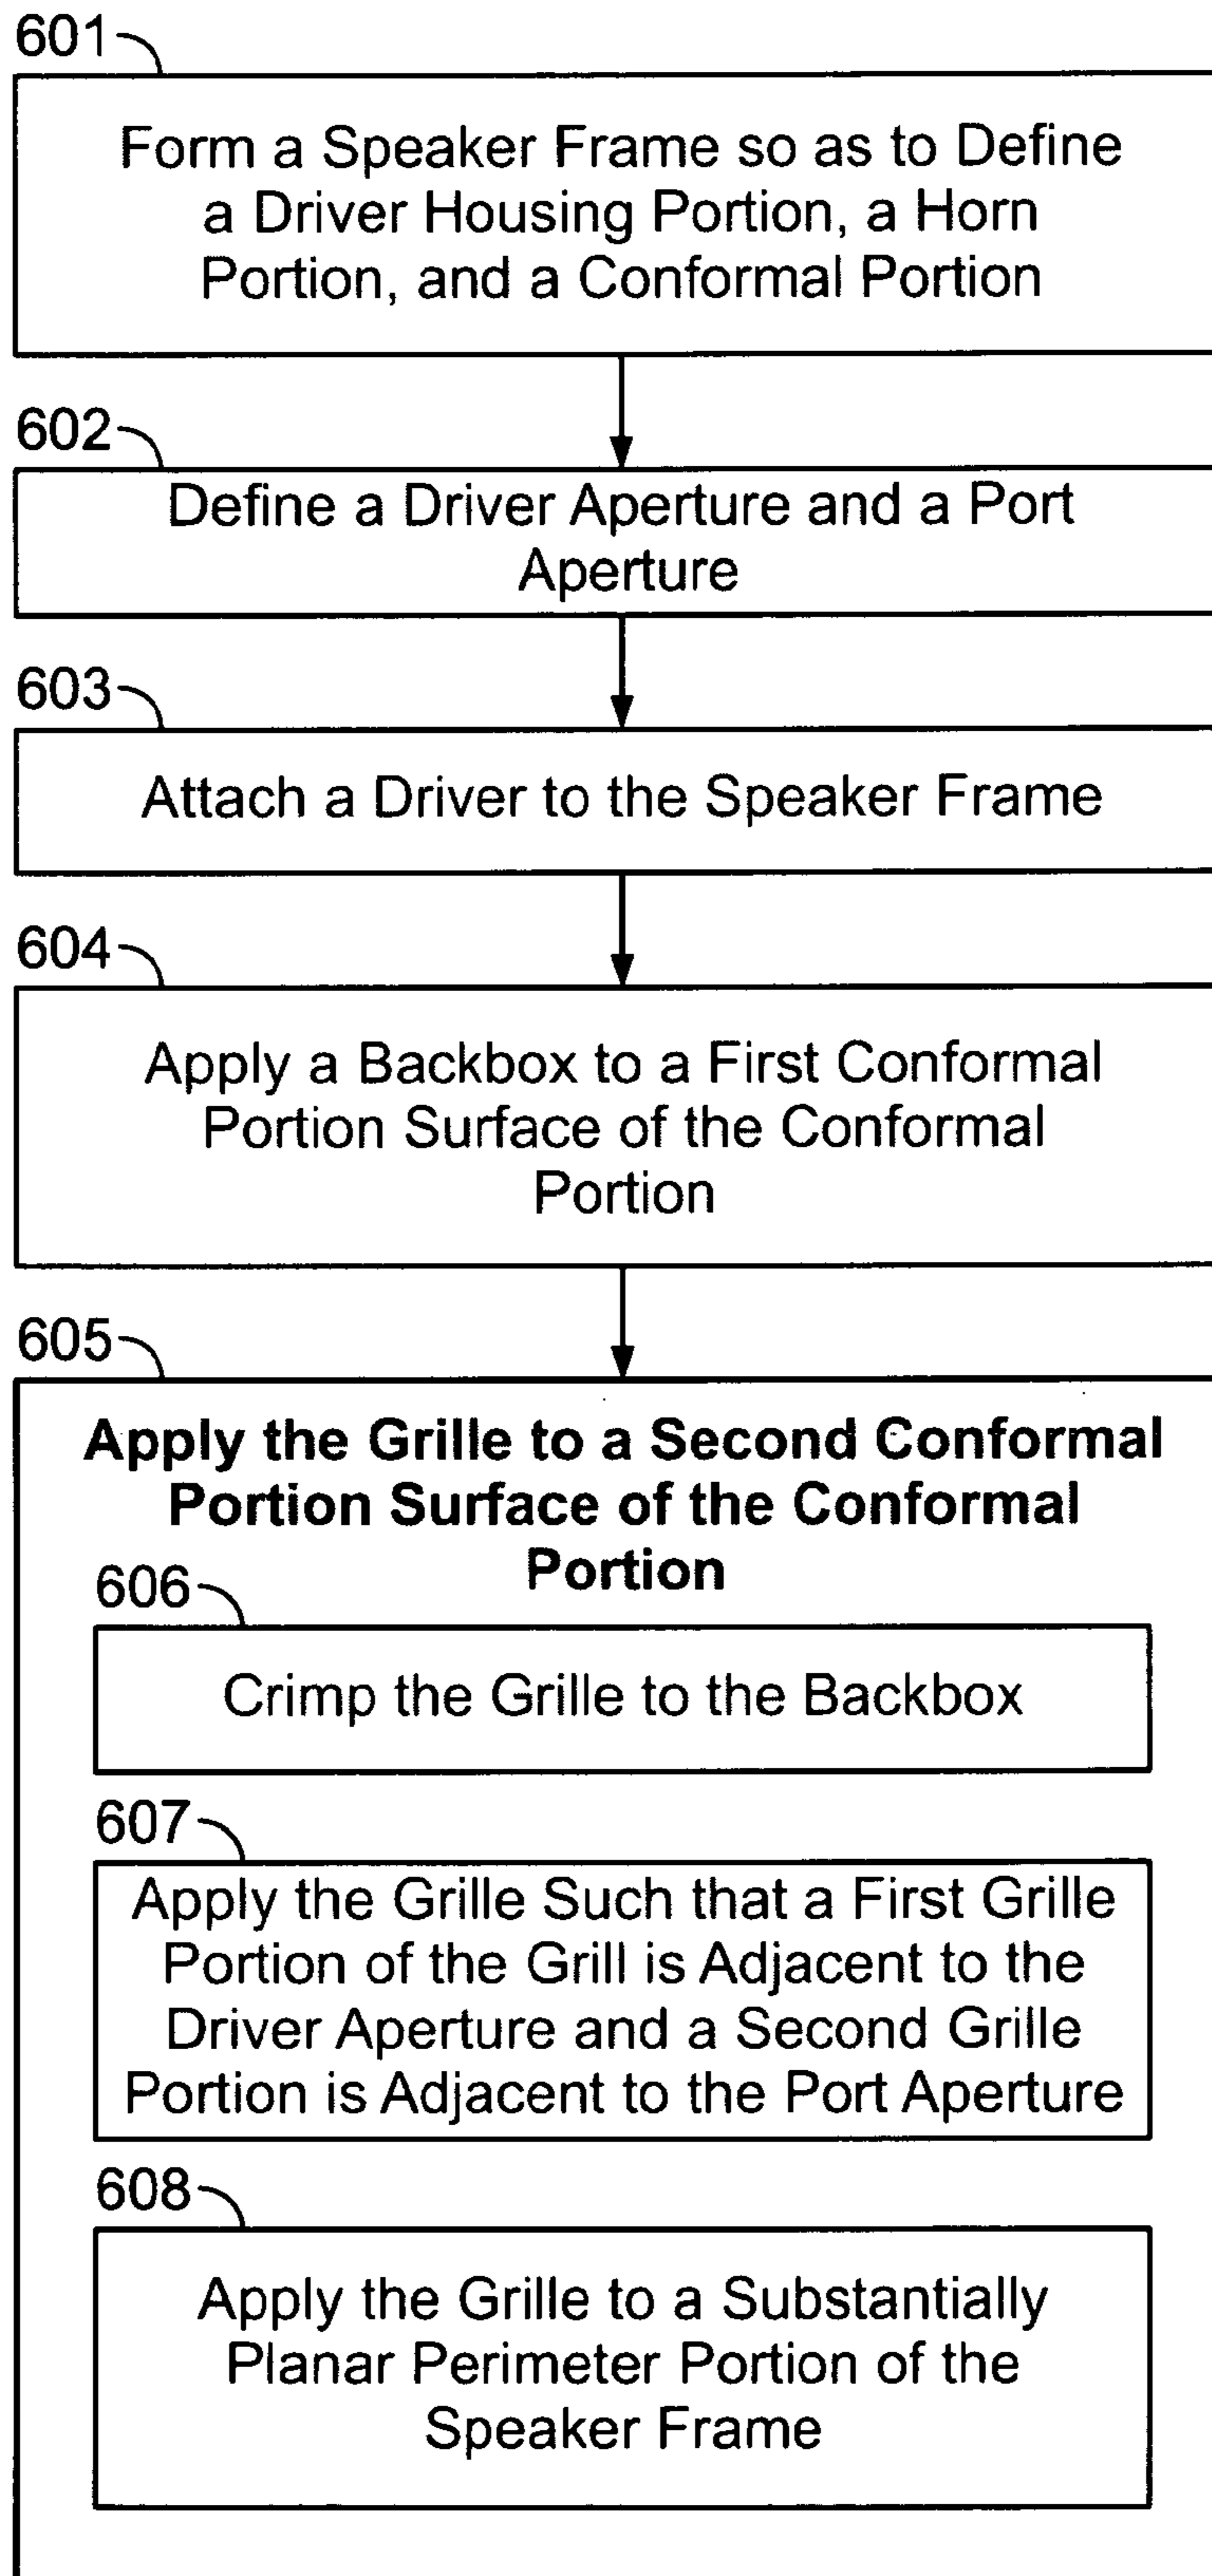 601
Form a Speaker Frame so as to Define
a Driver Housing Portion, a Horn
Portion, and a Conformal Portion
602
Define a Driver Aperture and a Port
Aperture
603
Attach a Driver to the Speaker Frame
604
Apply a Backbox to a First Conformal
Portion Surface of the Conformal
Portion
605
Apply the Grille to a Second Conformal
Portion Surface of the Conformal
Portion
606
Crimp the Grille to the Backbox
607
Apply the Grille Such that a First Grille
Portion of the Grill is Adjacent to the
Driver Aperture and a Second Grille
Portion is Adjacent to the Port Aperture
608
Apply the Grille to a Substantially
Planar Perimeter Portion of the
Speaker Frame